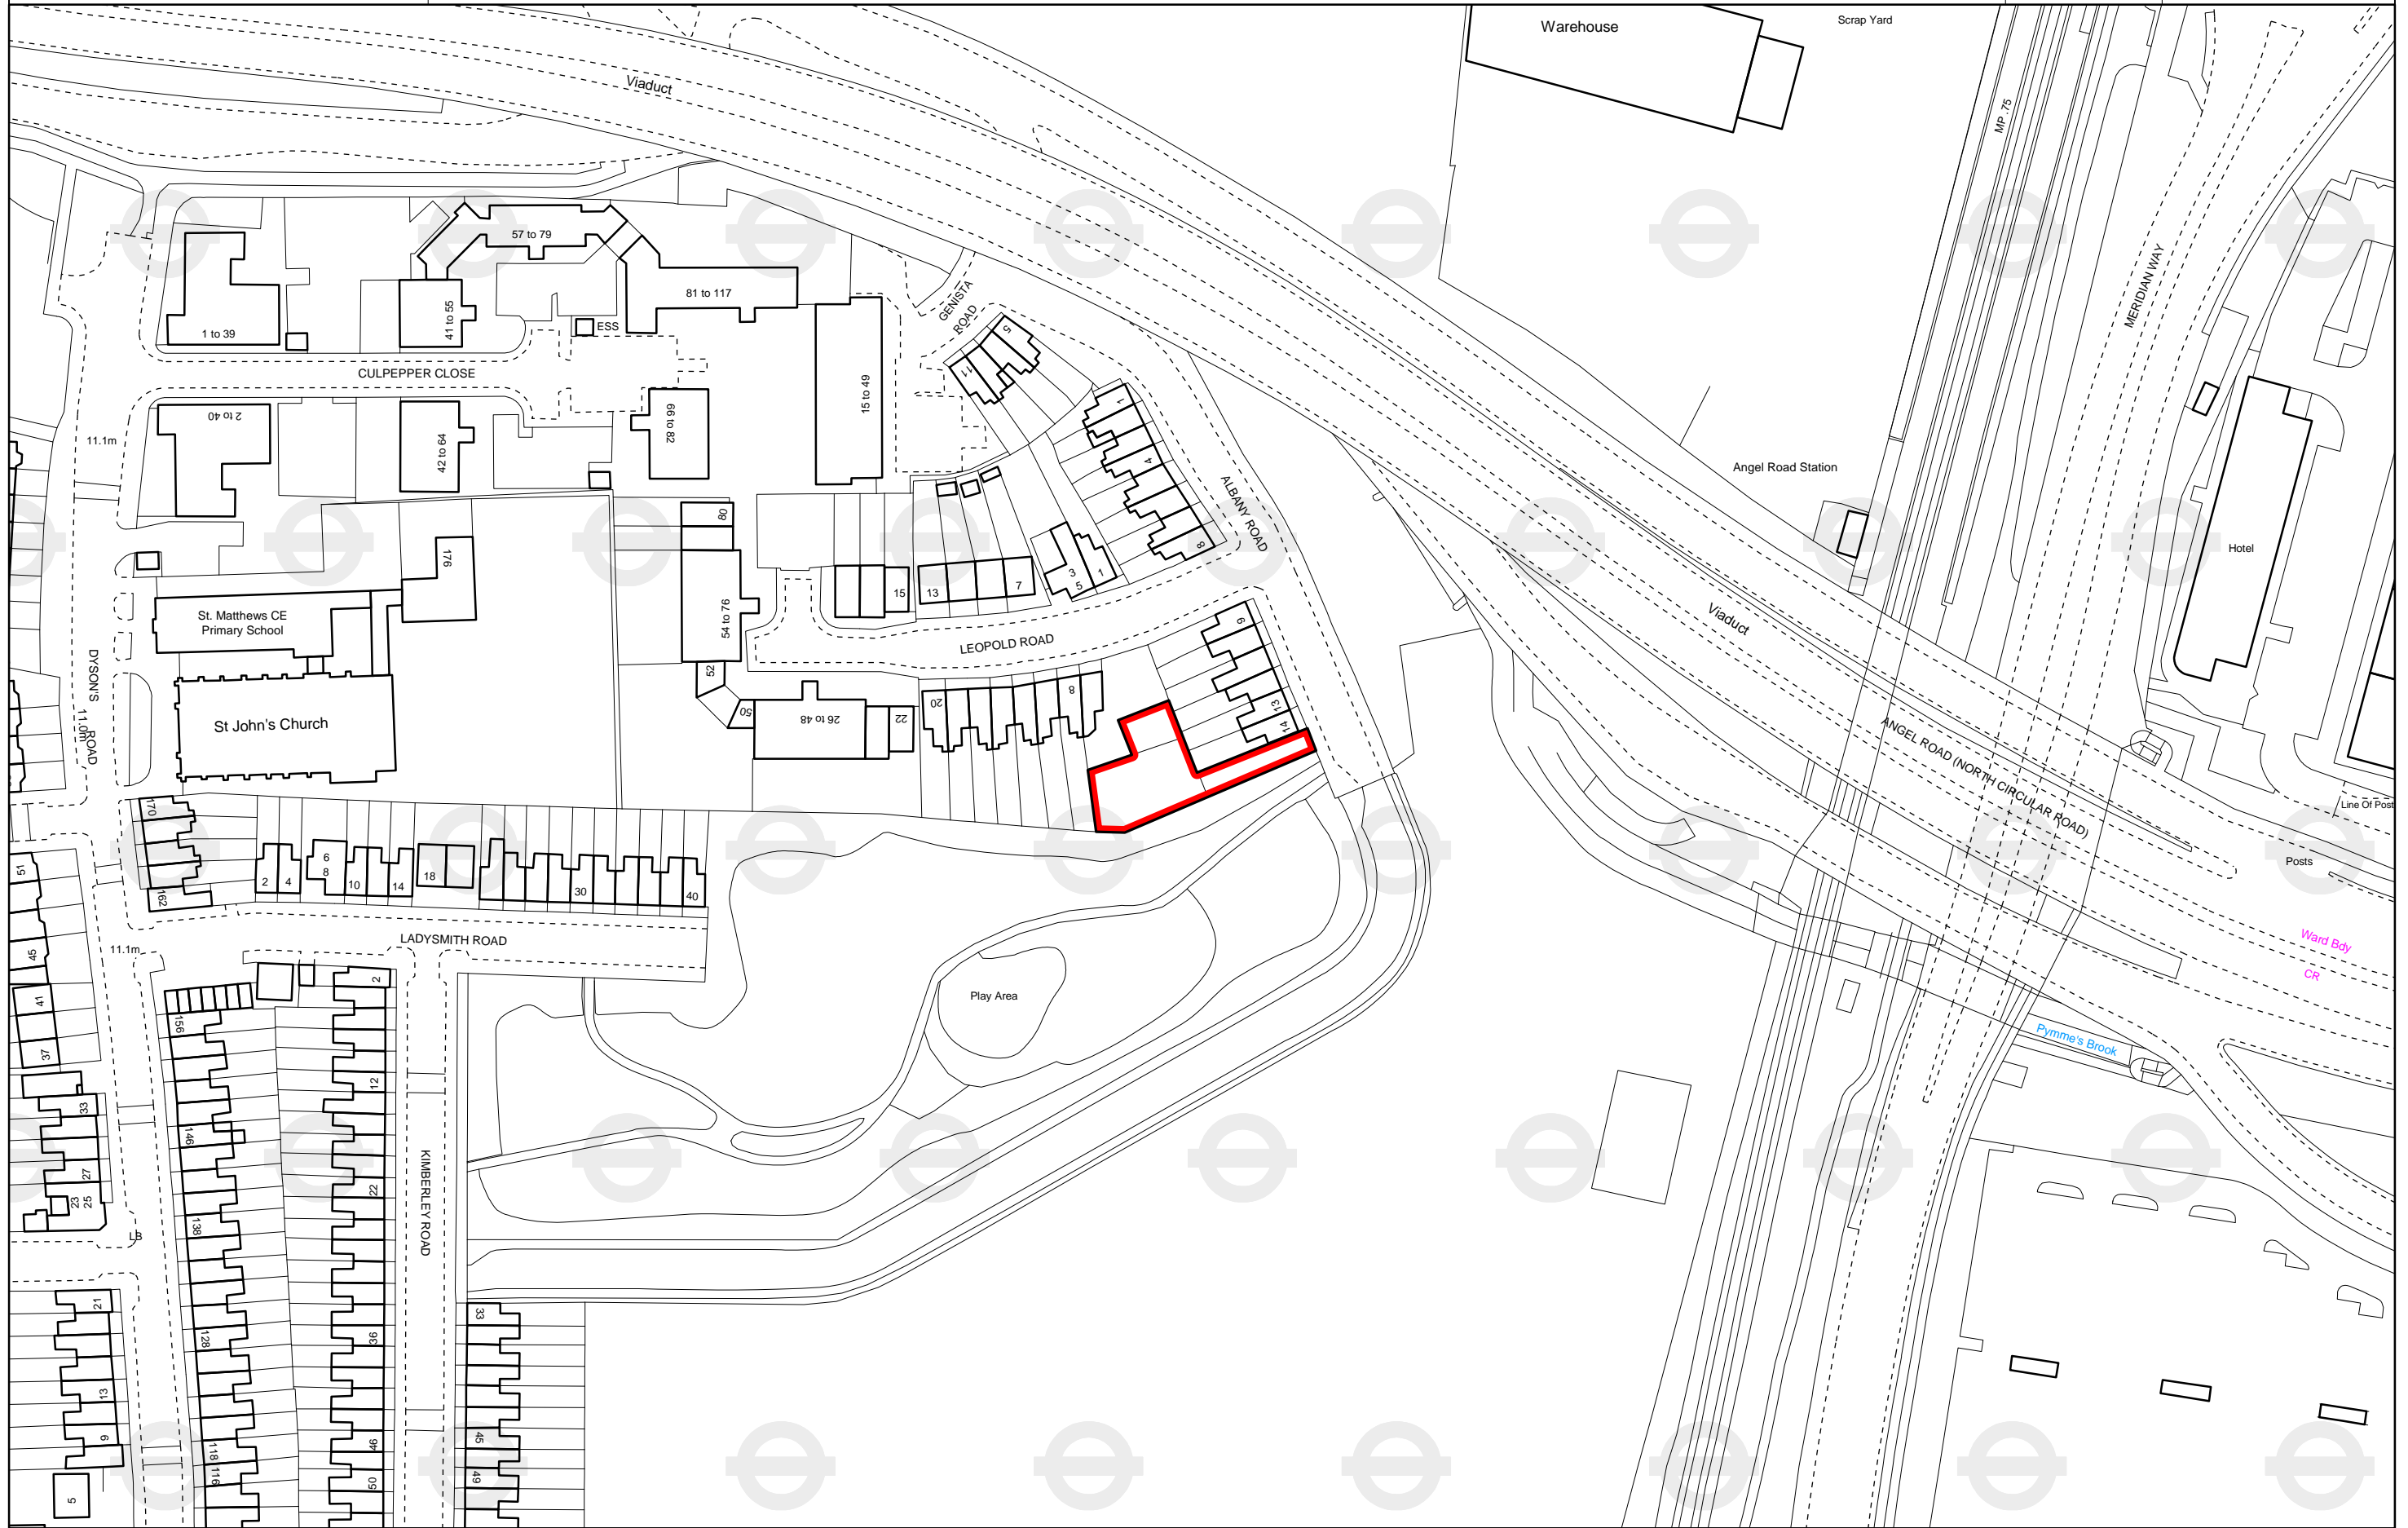 Warehouse
Scrap Yard
Viaduct
MP .75
57 to 79
81 to 117
1 to 39
41 to 55
ESS
CULPEPPER CLOSE
GENISTA
ROAD
5
11
MERIDIAN WAY
2 to 40
42 to 64
66 to 82
15 to 49
1
4
8
ALBANY ROAD
Angel Road Station
Hotel
11.1m
80
176
54 to 76
15
13
7
3
5
1
St. Matthews CE
Primary School
LEOPOLD ROAD
9
13
14
Viaduct
DYSON'S
ROAD
11.0m
St John's Church
52
50
26 to 48
22
20
8
ANGEL ROAD (NORTH CIRCULAR ROAD)
Line Of Post
Posts
170
162
2
4
6
8
10
14
18
30
40
51
45
41
37
LADYSMITH ROAD
11.1m
Play Area
Ward Bdy
CR
Pymme's Brook
156
146
138
128
118
116
2
12
22
36
46
50
KIMBERLEY ROAD
33
27
23
25
LB
21
13
9
5
33
45
49